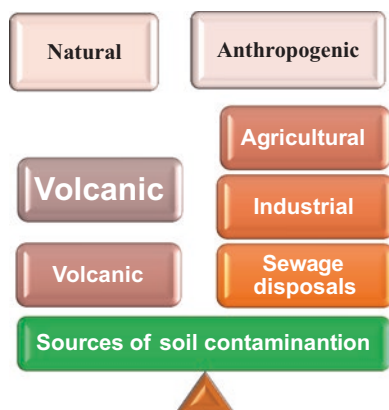 Natural
Anthropogenic
Agricultural
Volcanic
Industrial
Volcanic
Sewage
disposals
Sources of soil contaminantion